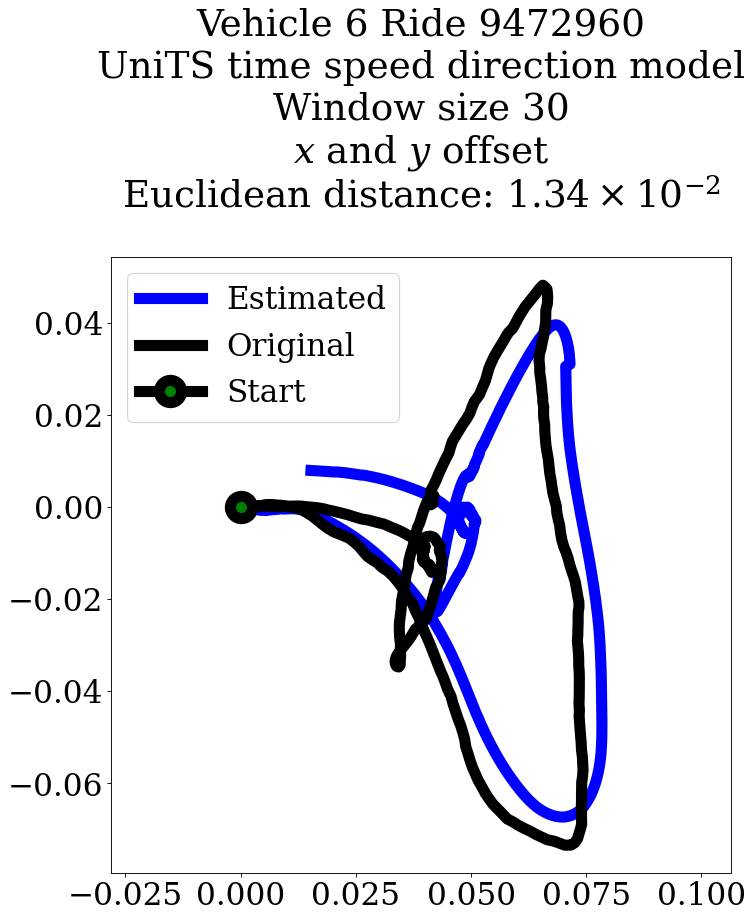 Vehicle 6 Ride 9472960
UniTS time speed direction model
Window size 30
x and y offset
Euclidean distance: 1.34 × 10⁻²
Estimated
Original
Start
0.04
0.02
0.00
−0.02
−0.04
−0.06
−0.025 0.000 0.025 0.050 0.075 0.100